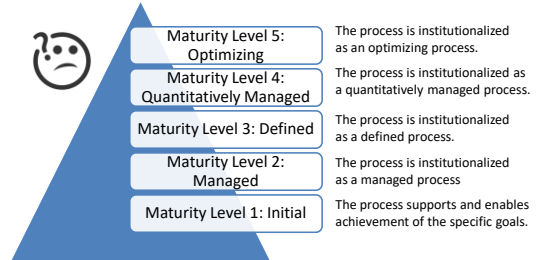 Maturity Level 5:
Optimizing
The process is institutionalized
as an optimizing process.
Maturity Level 4:
Quantitatively Managed
The process is institutionalized as
a quantitatively managed process.
Maturity Level 3: Defined
The process is institutionalized
as a defined process.
Maturity Level 2:
Managed
The process is institutionalized
as a managed process
Maturity Level 1: Initial
The process supports and enables
achievement of the specific goals.